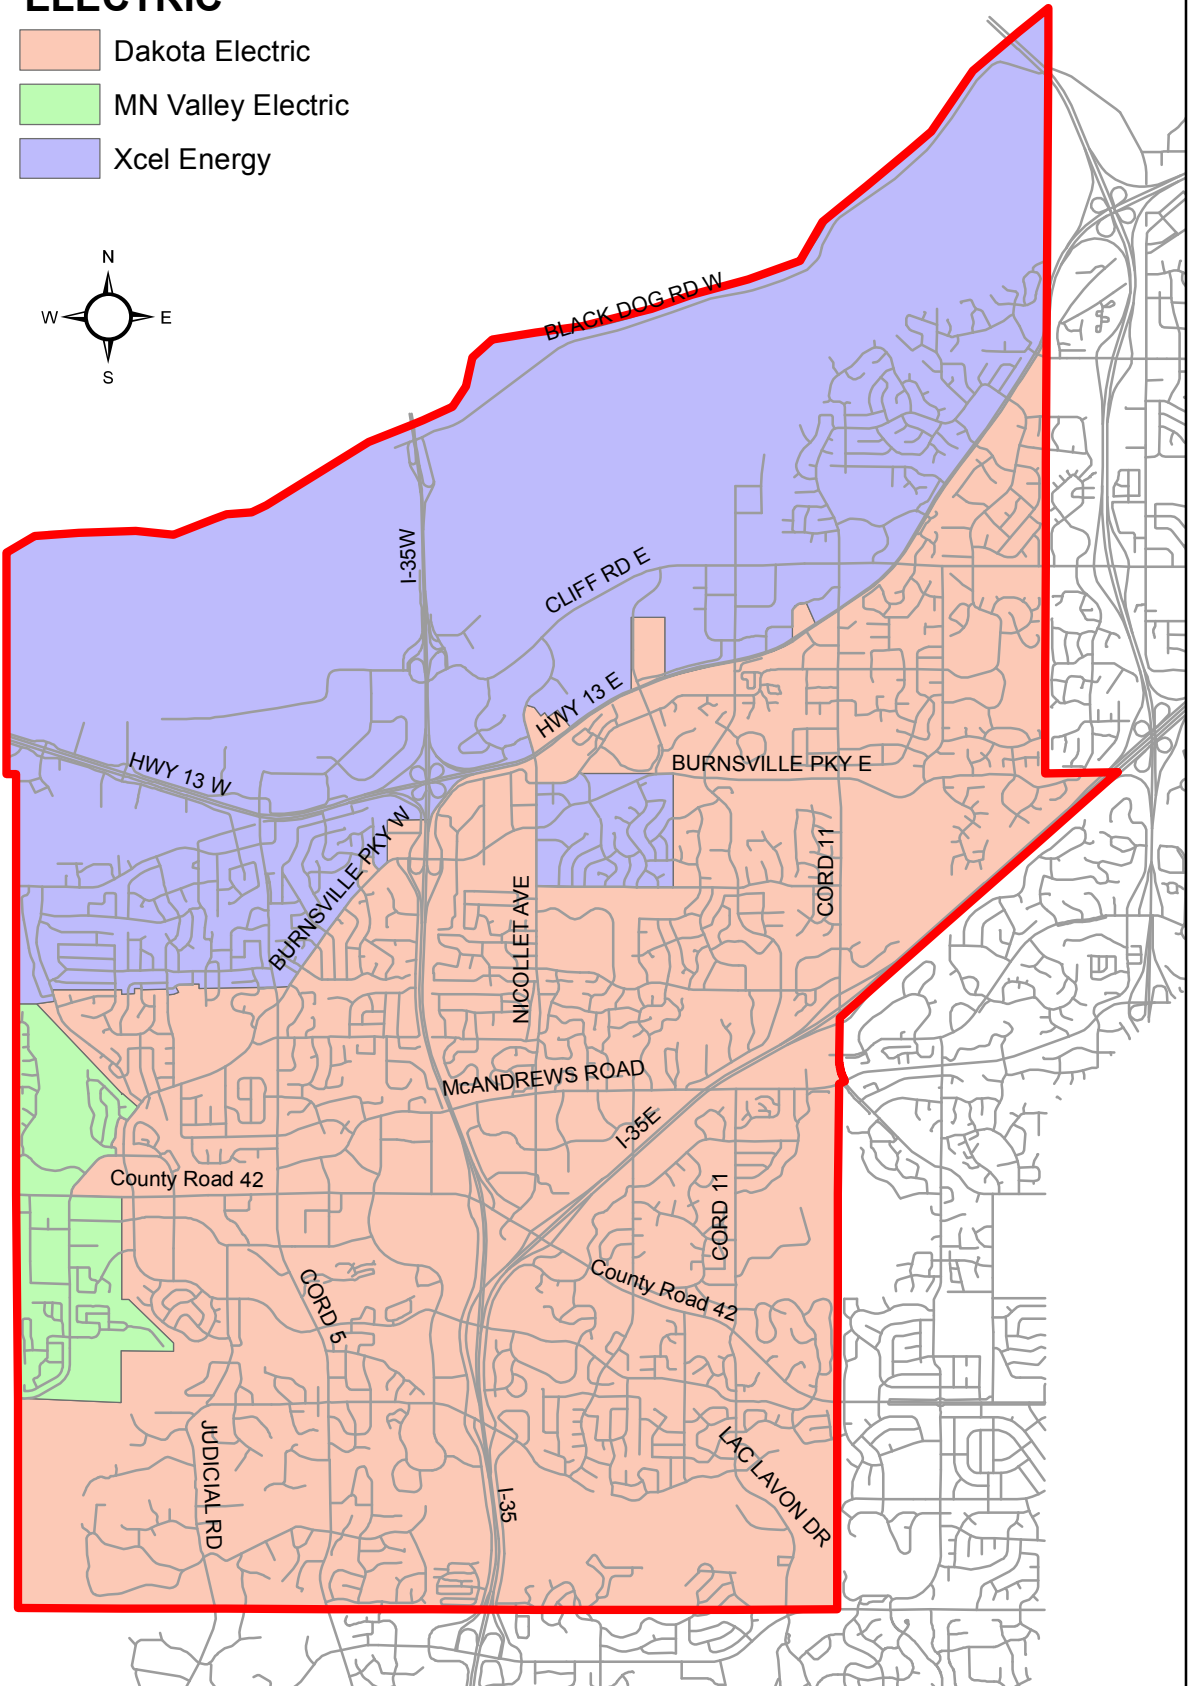 ELECTRIC
Dakota Electric
MN Valley Electric
Xcel Energy
N
W
E
S
BLACK DOG RD W
I-35W
CLIFF RD E
HWY 13 E
HWY 13 W
BURNSVILLE PKY E
BURNSVILLE PKY W
CORD 11
NICOLLET AVE
McANDREWS ROAD
I-35E
County Road 42
CORD 11
County Road 42
CORD 5
JUDICIAL RD
LAC LAVON DR
I-35